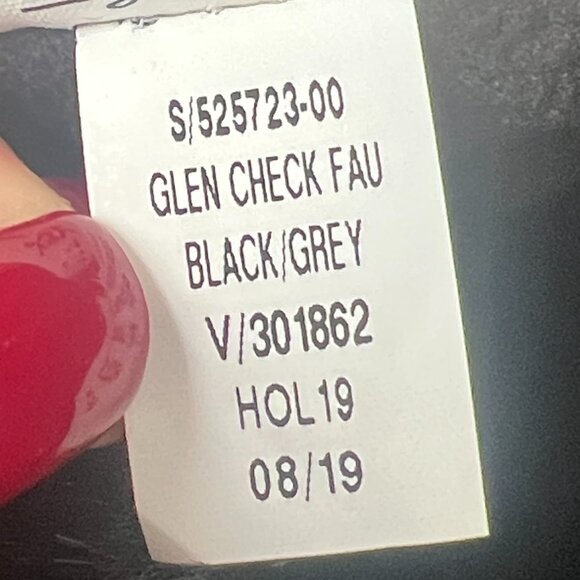 S/525723-00
GLEN CHECK FAU
BLACK/GREY
V/301862
HOL19
08/19